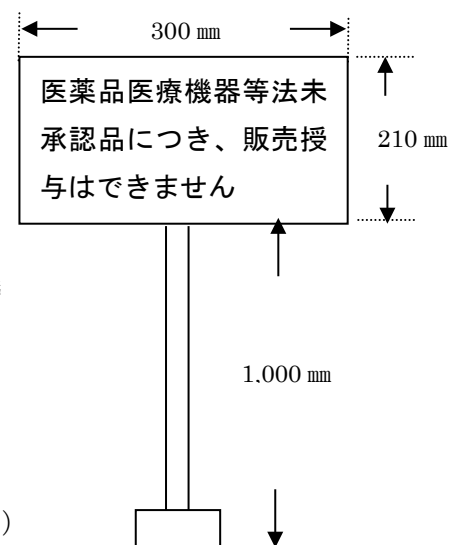 300 ㎜
医薬品医療機器等法未
承認品につき、販売授
与はできません
210 ㎜
1,000 ㎜
)